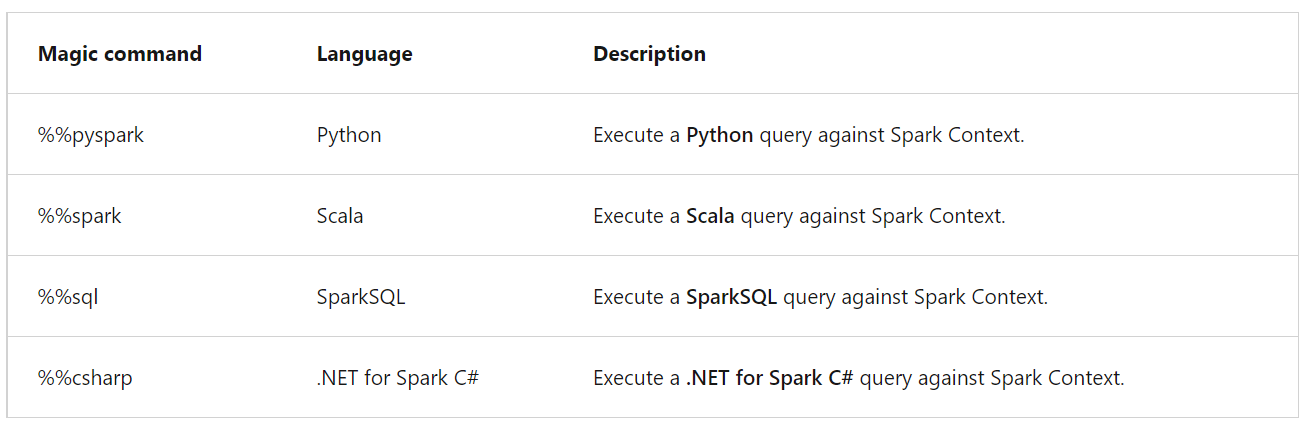 Magic command Language Description
%%pyspark Python Execute a Python query against Spark Context.
%%spark Scala Execute a Scala query against Spark Context.
%%sql SparkSQL Execute a SparkSQL query against Spark Context.
%%csharp .NET for Spark C# Execute a .NET for Spark C# query against Spark Context.